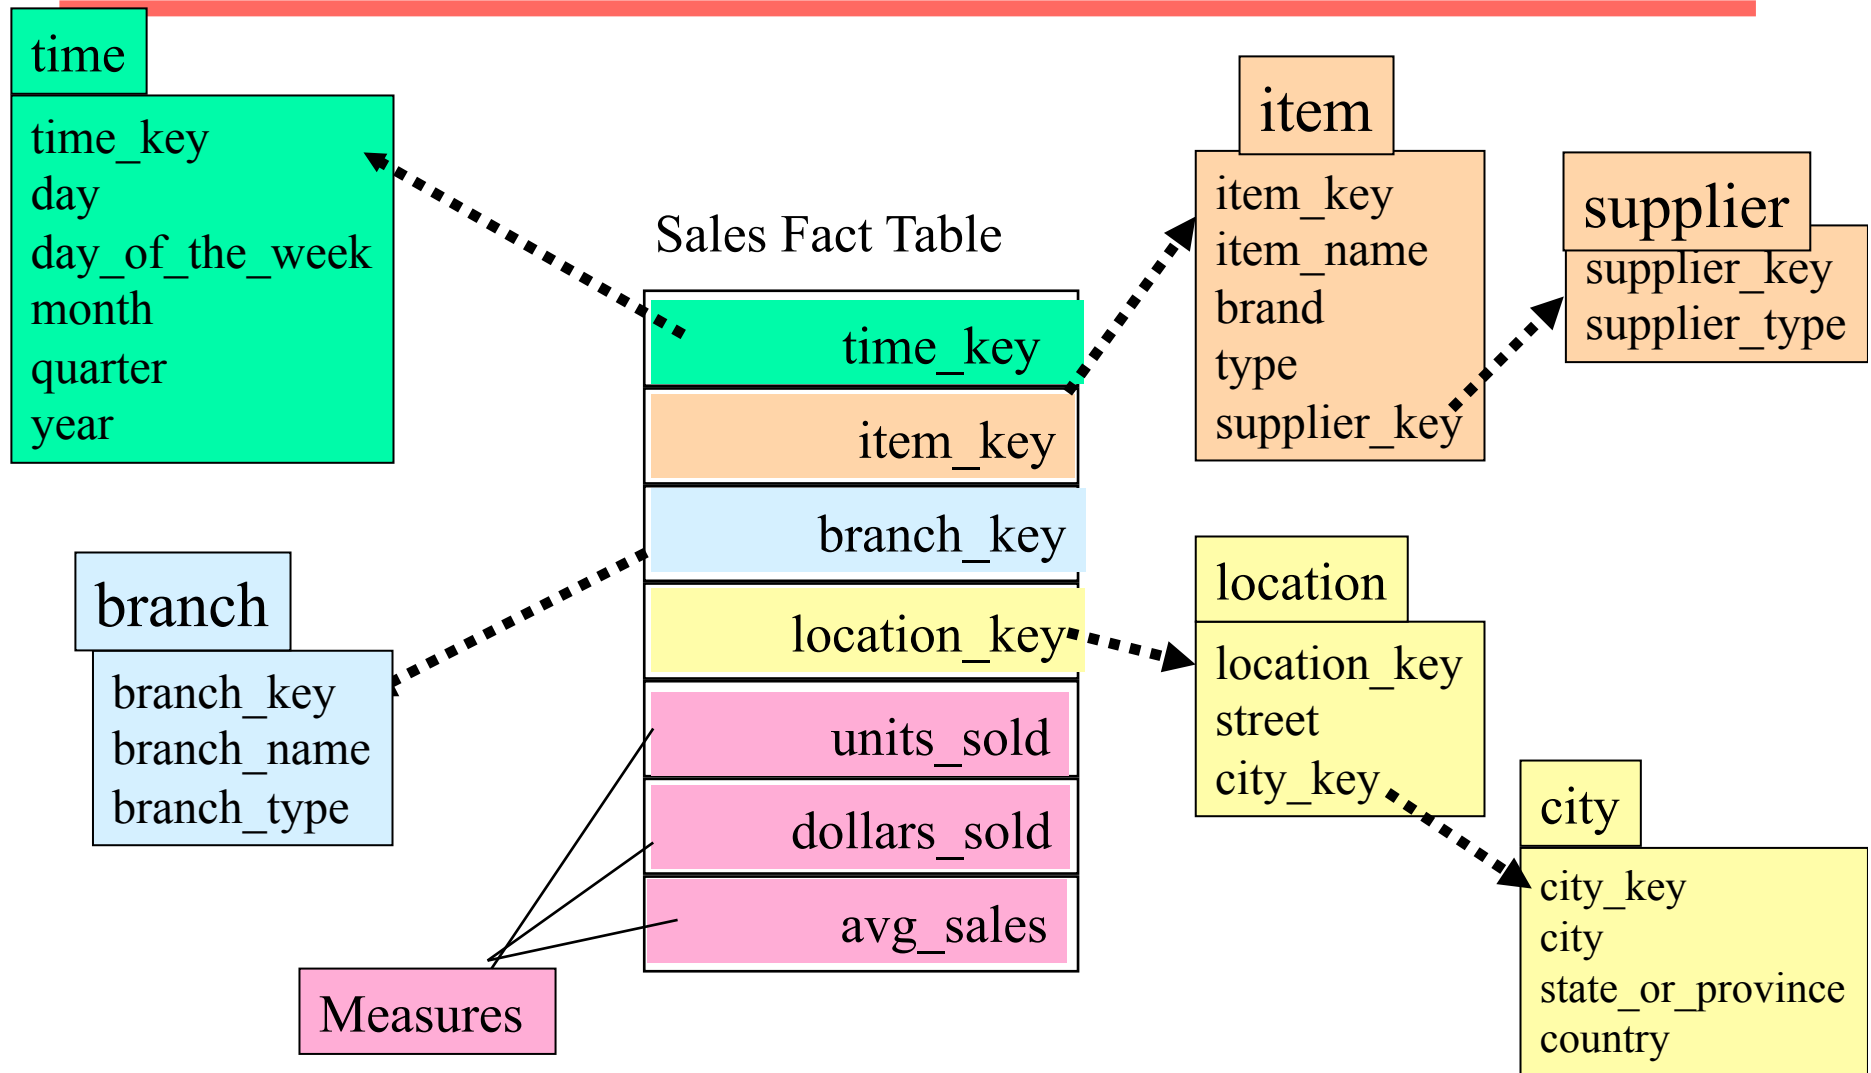 time
time_key
day
day_of_the_week
month
quarter
year
Sales Fact Table
time_key
item_key
branch_key
location_key
units_sold
dollars_sold
avg_sales
Measures
branch
branch_key
branch_name
branch_type
item
item_key
item_name
brand
type
supplier_key
supplier
supplier_key
supplier_type
location
location_key
street
city_key
city
city_key
city
state_or_province
country